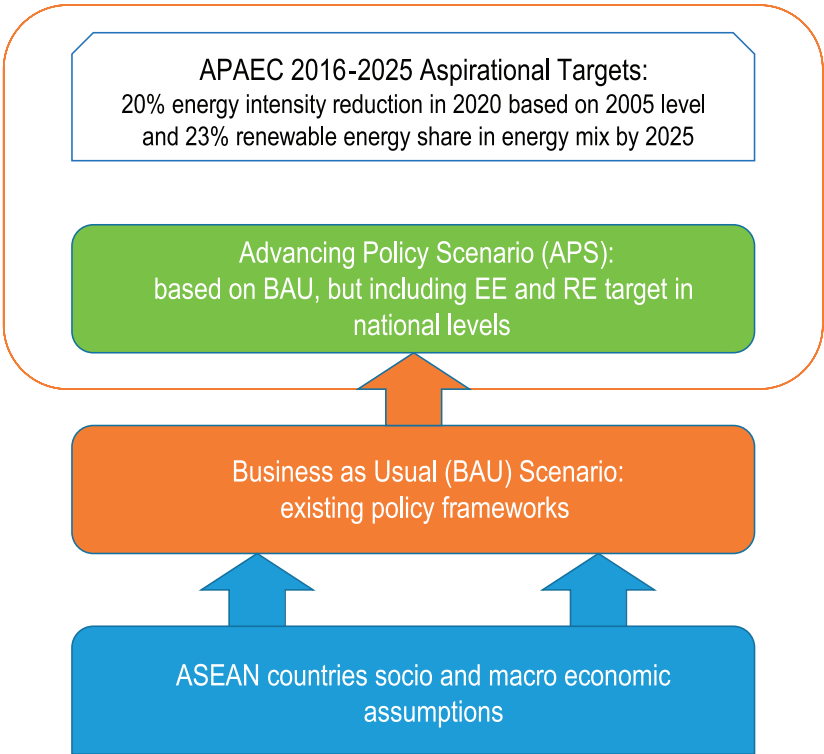 APAEC 2016-2025 Aspirational Targets:
20% energy intensity reduction in 2020 based on 2005 level
and 23% renewable energy share in energy mix by 2025
Advancing Policy Scenario (APS):
based on BAU, but including EE and RE target in
national levels
Business as Usual (BAU) Scenario:
existing policy frameworks
ASEAN countries socio and macro economic
assumptions